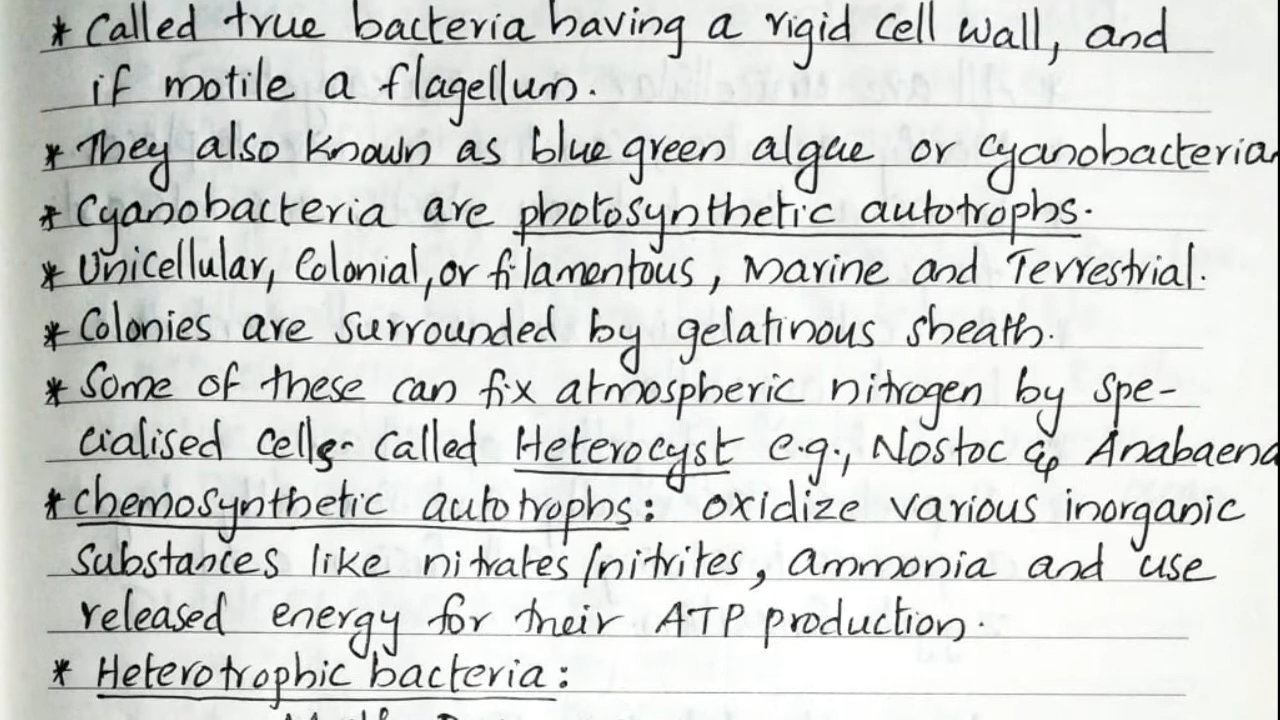 * Called true bacteria having a rigid cell wall, and
if motile a flagellum.
* They also known as blue green algae or cyanobacteria
* Cyanobacteria are photosynthetic autotrophs.
* Unicellular, Colonial, or filamentous, Marine and Terrestrial.
* Colonies are surrounded by gelatinous sheath.
* Some of these can fix atmospheric nitrogen by spe-
cialised cells called Heterocyst e.g., Nostoc & Anabaena
* Chemosynthetic autotrophs: oxidize various inorganic
substances like nitrates/nitrites, ammonia and use
released energy for their ATP production.
* Heterotrophic bacteria: